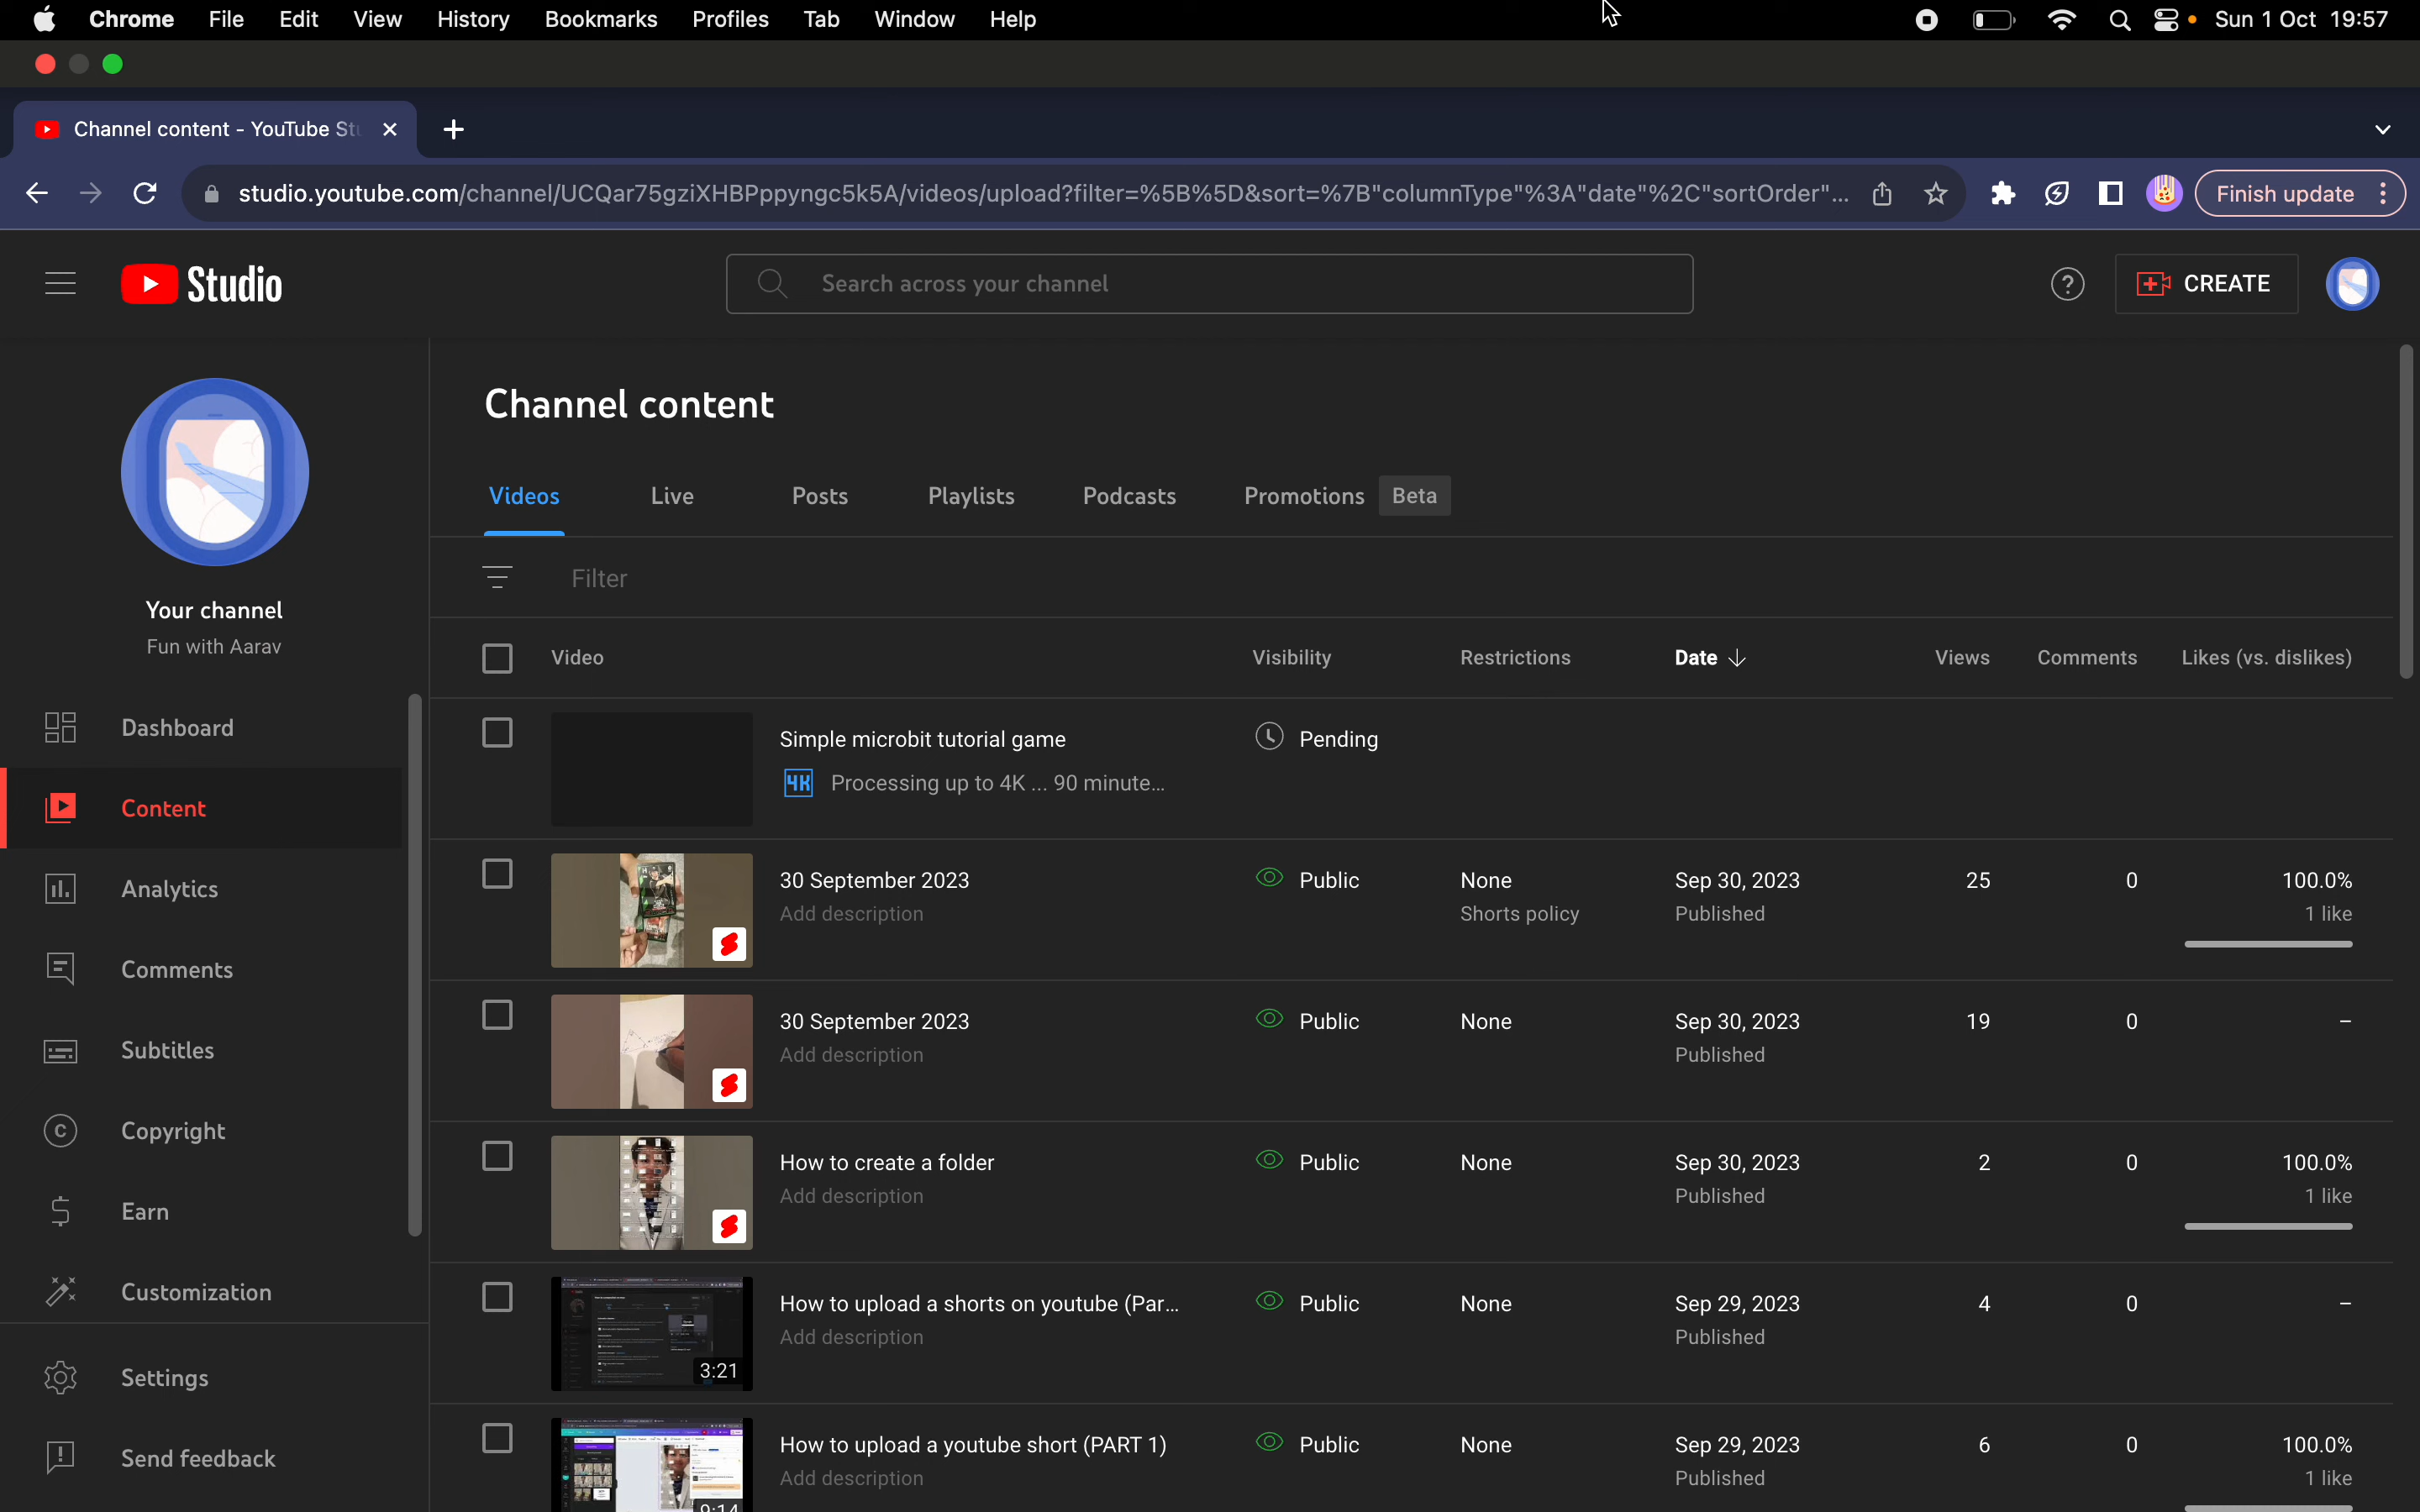 Chrome File Edit View History Bookmarks Profiles Tab Window Help Sun 1 Oct 19:57
Channel content - YouTube
studio.youtube.com/channel/UCQar75gziXHBPppyngc5k5A/videos/upload?filter=%5B%5D&sort=%7B"columnType"%3A"date"%2C"sortOrder"... Finish update
Studio Search across your channel CREATE
Channel content
Videos Live Posts Playlists Podcasts Promotions Beta
Filter
Your channel
Fun with Aarav
Dashboard
Content
Analytics
Comments
Subtitles
Copyright
Earn
Customization
Settings
Send feedback
Video Visibility Restrictions Date Views Comments Likes (vs. dislikes)
Simple microbit tutorial game Pending
4K Processing up to 4K ... 90 minute...
30 September 2023 Public None Sep 30, 2023 25 0 100.0%
Add description Shorts policy Published 1 like
30 September 2023 Public None Sep 30, 2023 19 0 –
Add description Published
How to create a folder Public None Sep 30, 2023 2 0 100.0%
Add description Published 1 like
How to upload a shorts on youtube (Par... Public None Sep 29, 2023 4 0 –
Add description Published
3:21
How to upload a youtube short (PART 1) Public None Sep 29, 2023 6 0 100.0%
Add description Published 1 like
9:14